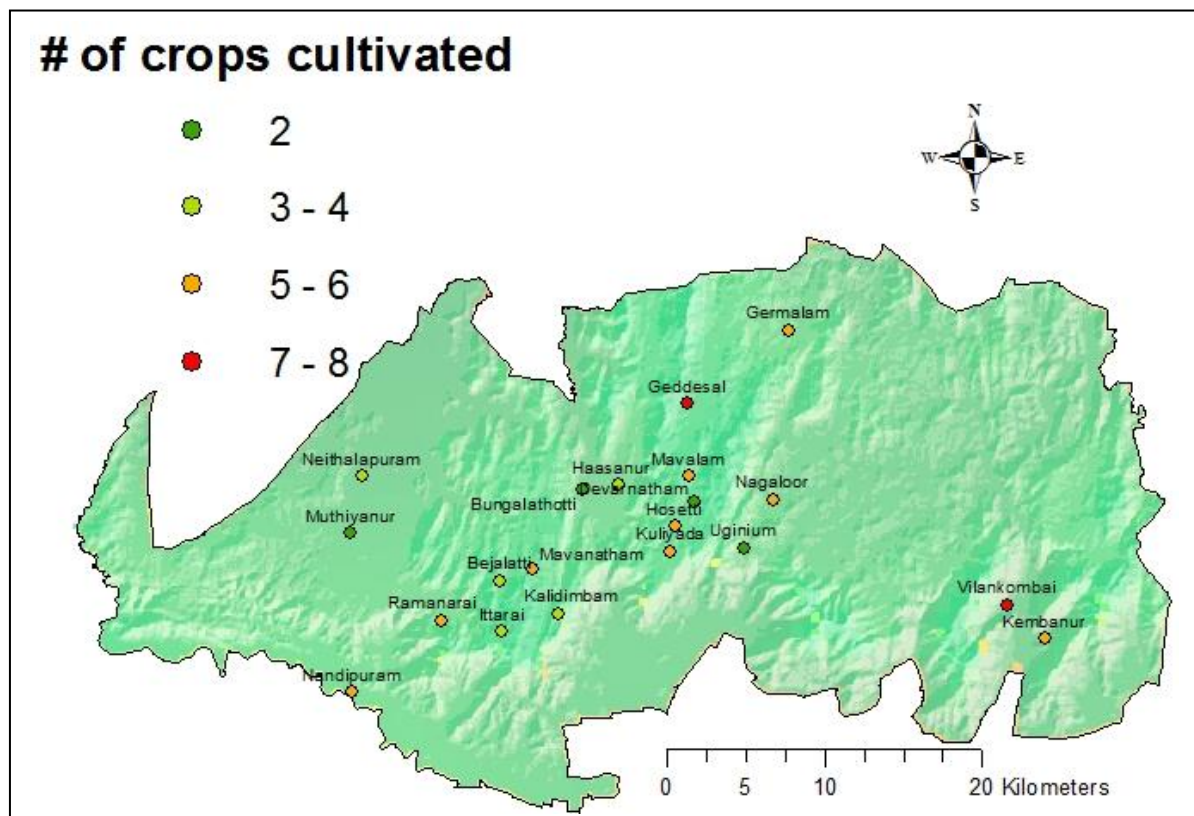 # of crops cultivated
2
3 - 4
5 - 6
7 - 8
N
W E
S
Germalam
Geddesal
Neithalapuram
Haasanur
Mavalam
Bungalathotti
Devarnatham
Nagaloor
Muthiyanur
Hosetti
Kuliyada
Uginium
Bejalatti
Mavanatham
Ramanarai
Ittarai
Kalidimbam
Vilankombai
Kembanur
Nandipuram
0 5 10 20 Kilometers